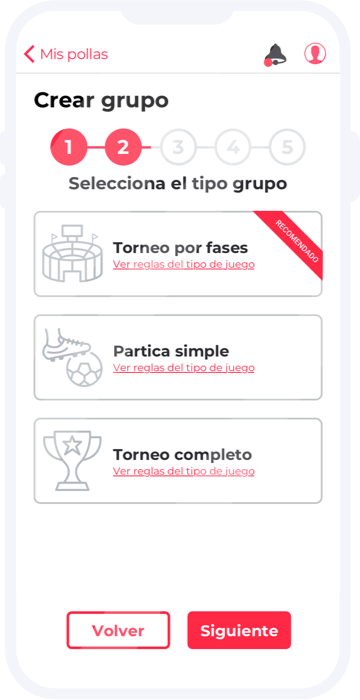 Mis pollas
Crear grupo
1 2 3 4 5
Selecciona el tipo grupo
RECOMENDADO
Torneo por fases
Ver reglas del tipo de juego
Partica simple
Ver reglas del tipo de juego
Torneo completo
Ver reglas del tipo de juego
Volver
Siguiente